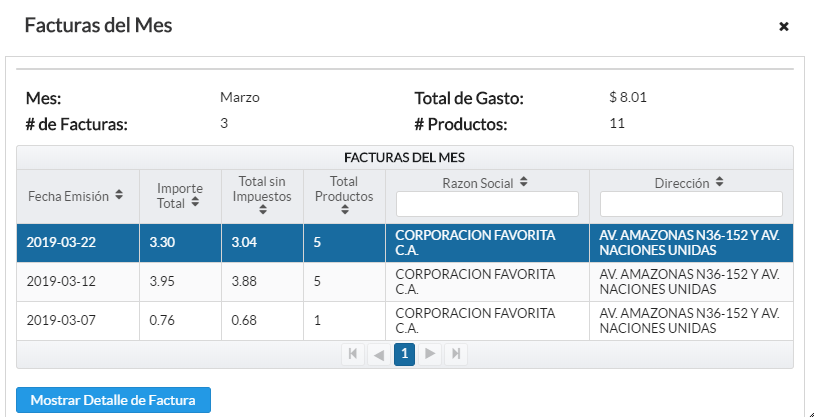 Facturas del Mes
Mes: Marzo Total de Gasto: $ 8.01
# de Facturas: 3 # Productos: 11
FACTURAS DEL MES
Fecha Emisión Importe Total Total sin Impuestos Total Productos Razon Social Dirección
2019-03-22 3.30 3.04 5 CORPORACION FAVORITA C.A. AV. AMAZONAS N36-152 Y AV. NACIONES UNIDAS
2019-03-12 3.95 3.88 5 CORPORACION FAVORITA C.A. AV. AMAZONAS N36-152 Y AV. NACIONES UNIDAS
2019-03-07 0.76 0.68 1 CORPORACION FAVORITA C.A. AV. AMAZONAS N36-152 Y AV. NACIONES UNIDAS
1
Mostrar Detalle de Factura